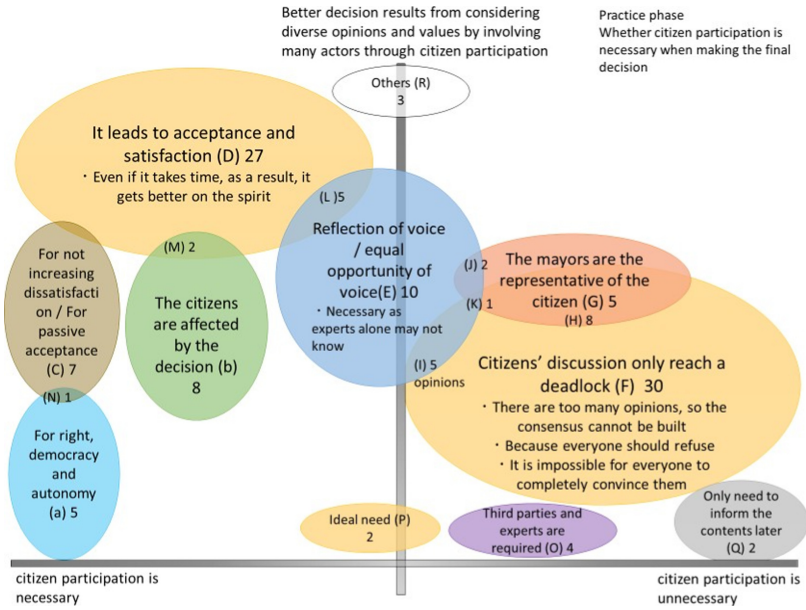 Better decision results from considering
diverse opinions and values by involving
many actors through citizen participation
Practice phase
Whether citizen participation is
necessary when making the final
decision
Others (R)
3
It leads to acceptance and
satisfaction (D) 27
・Even if it takes time, as a result, it
gets better on the spirit
(L )5
(M) 2
Reflection of voice
/ equal
opportunity of
voice(E) 10
・ Necessary as
experts alone may not
know
(J) 2
The mayors are the
representative of the
citizen (G) 5
(K) 1
(H) 8
For not
increasing
dissatisfacti
on / For
passive
acceptance
(C) 7
The citizens
are affected
by the
decision (b)
8
(I) 5
opinions
Citizens’ discussion only reach a
deadlock (F) 30
・There are too many opinions, so the
consensus cannot be built
・Because everyone should refuse
・It is impossible for everyone to
completely convince them
(N) 1
For right,
democracy
and
autonomy
(a) 5
Ideal need (P)
2
Third parties and
experts are
required (O) 4
Only need to
inform the
contents later
(Q) 2
citizen participation is
necessary
citizen participation is
unnecessary